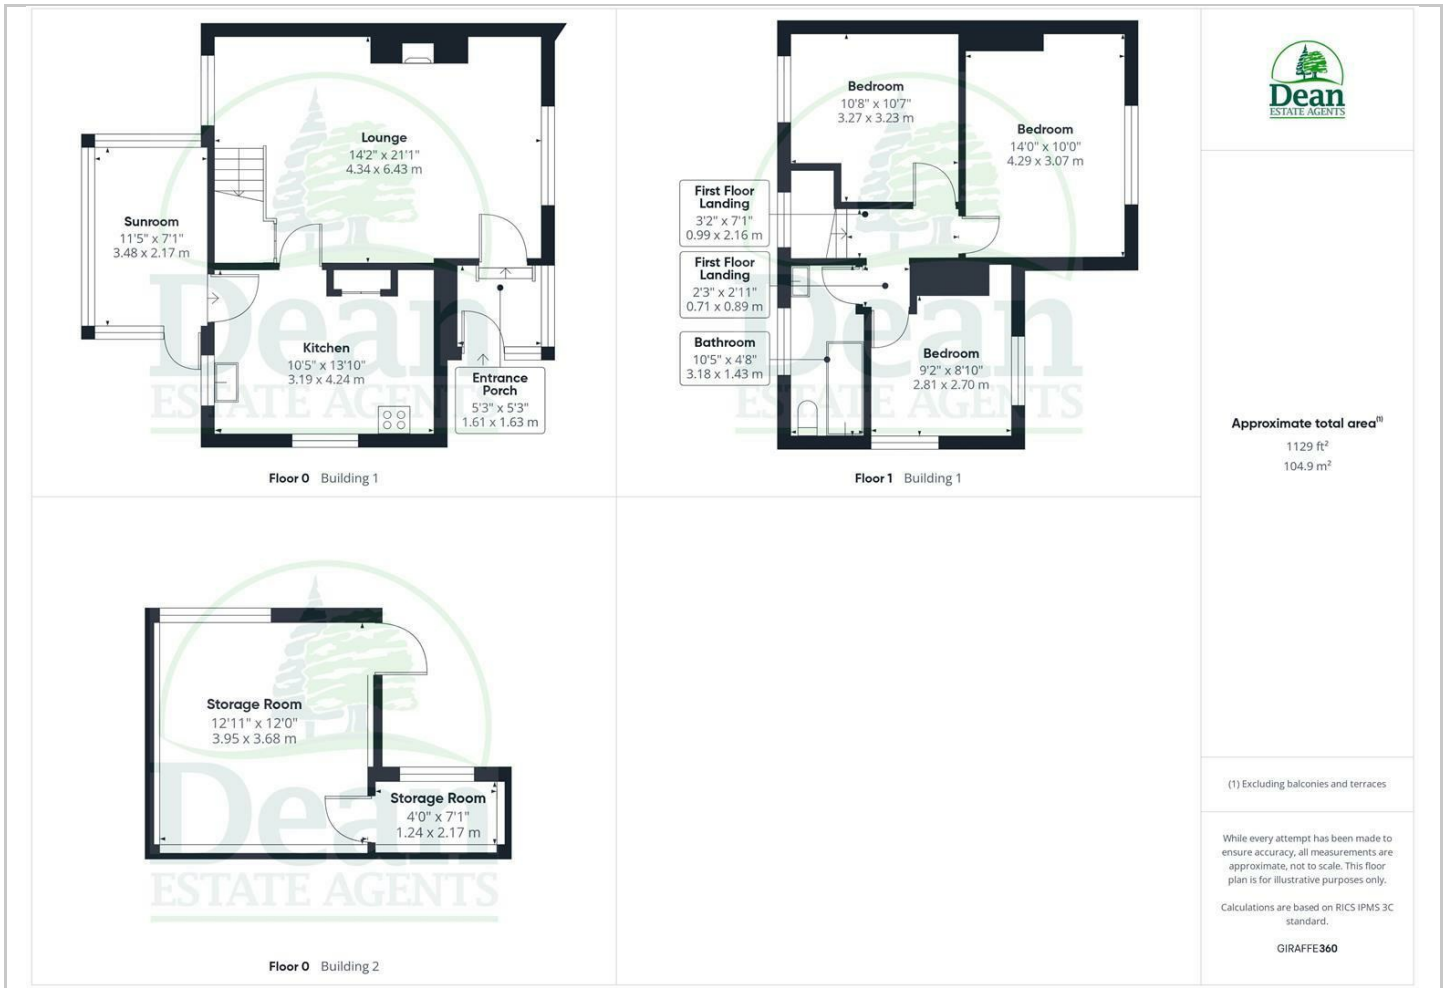 Lounge
14'2" x 21'1"
4.34 x 6.43 m
Sunroom
11'5" x 7'1"
3.48 x 2.17 m
Kitchen
10'5" x 13'10"
3.19 x 4.24 m
Entrance
Porch
5'3" x 5'3"
1.61 x 1.63 m
Dean
ESTATE AGENTS
Floor 0 Building 1
Bedroom
10'8" x 10'7"
3.27 x 3.23 m
Bedroom
14'0" x 10'0"
4.29 x 3.07 m
First Floor
Landing
3'2" x 7'1"
0.99 x 2.16 m
First Floor
Landing
2'3" x 2'11"
0.71 x 0.89 m
Bathroom
10'5" x 4'8"
3.18 x 1.43 m
Bedroom
9'2" x 8'10"
2.81 x 2.70 m
Dean
ESTATE AGENTS
Floor 1 Building 1
Storage Room
12'11" x 12'0"
3.95 x 3.68 m
Storage Room
4'0" x 7'1"
1.24 x 2.17 m
Dean
ESTATE AGENTS
Floor 0 Building 2
Dean
ESTATE AGENTS
Approximate total area(1)
1129 ft²
104.9 m²
(1) Excluding balconies and terraces
While every attempt has been made to
ensure accuracy, all measurements are
approximate, not to scale. This floor
plan is for illustrative purposes only.
Calculations are based on RICS IPMS 3C
standard.
GIRAFFE360